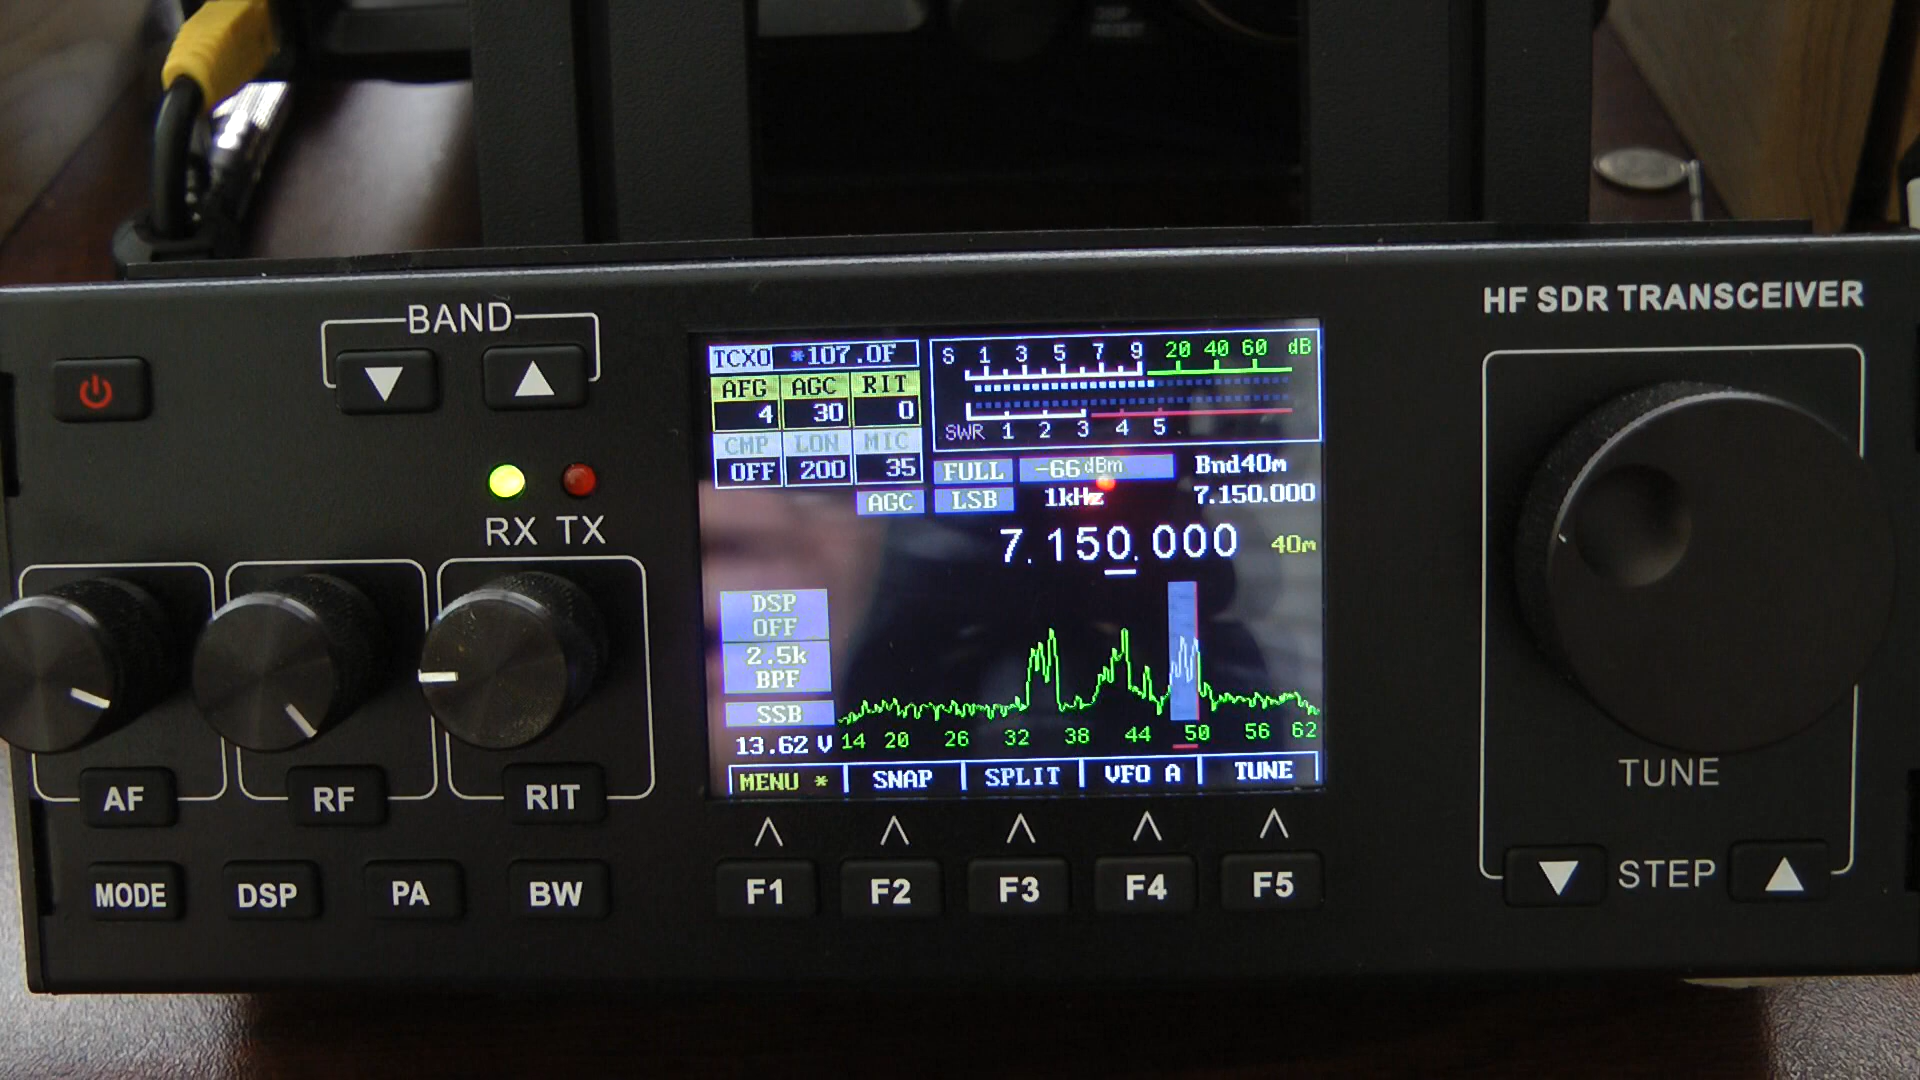 BAND
HF SDR TRANSCEIVER
TCXO *107.0F
AFG AGC RIT
4 30 0
CMP LON MIC
OFF 200 35
AGC
S 1 3 5 7 9 20 40 60 dB
SWR 1 2 3 4 5
FULL -66 dBm Bnd40m
LSB 1kHz 7.150.000
7.150.000 40m
RX TX
DSP
OFF
2.5k
BPF
SSB
13.62 V 14 20 26 32 38 44 50 56 62
MENU * SNAP SPLIT VFO A TUNE
TUNE
AF RF RIT
MODE DSP PA BW
F1 F2 F3 F4 F5
STEP